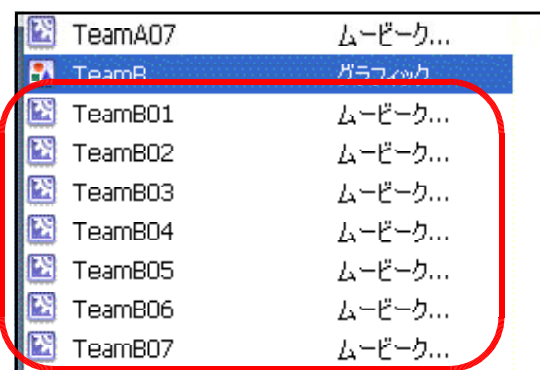 TeamA07 ムービーク...
TeamB グラフィック
TeamB01 ムービーク...
TeamB02 ムービーク...
TeamB03 ムービーク...
TeamB04 ムービーク...
TeamB05 ムービーク...
TeamB06 ムービーク...
TeamB07 ムービーク...